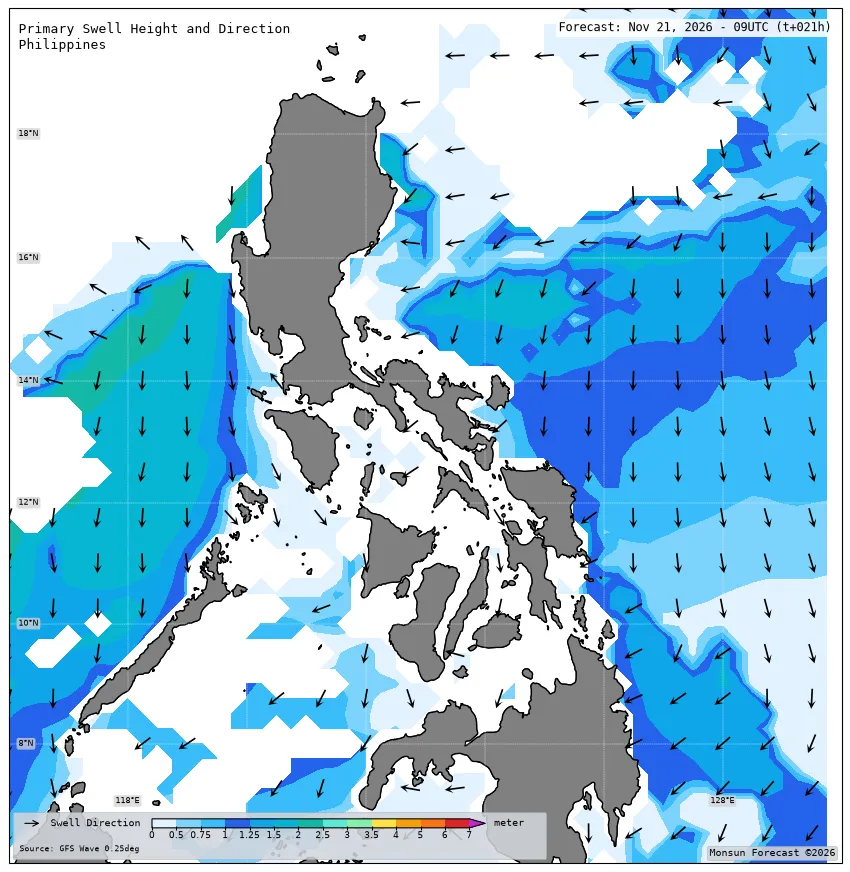 Primary Swell Height and Direction
Philippines
Forecast: Nov 21, 2026 - 09UTC (t+021h)
18°N
16°N
14°N
12°N
10°N
8°N
118°E
128°E
Swell Direction
0 0.5 0.75 1 1.25 1.5 2 2.5 3 3.5 4 5 6 7
meter
Source: GFS Wave 0.25deg
Monsun Forecast ©2026